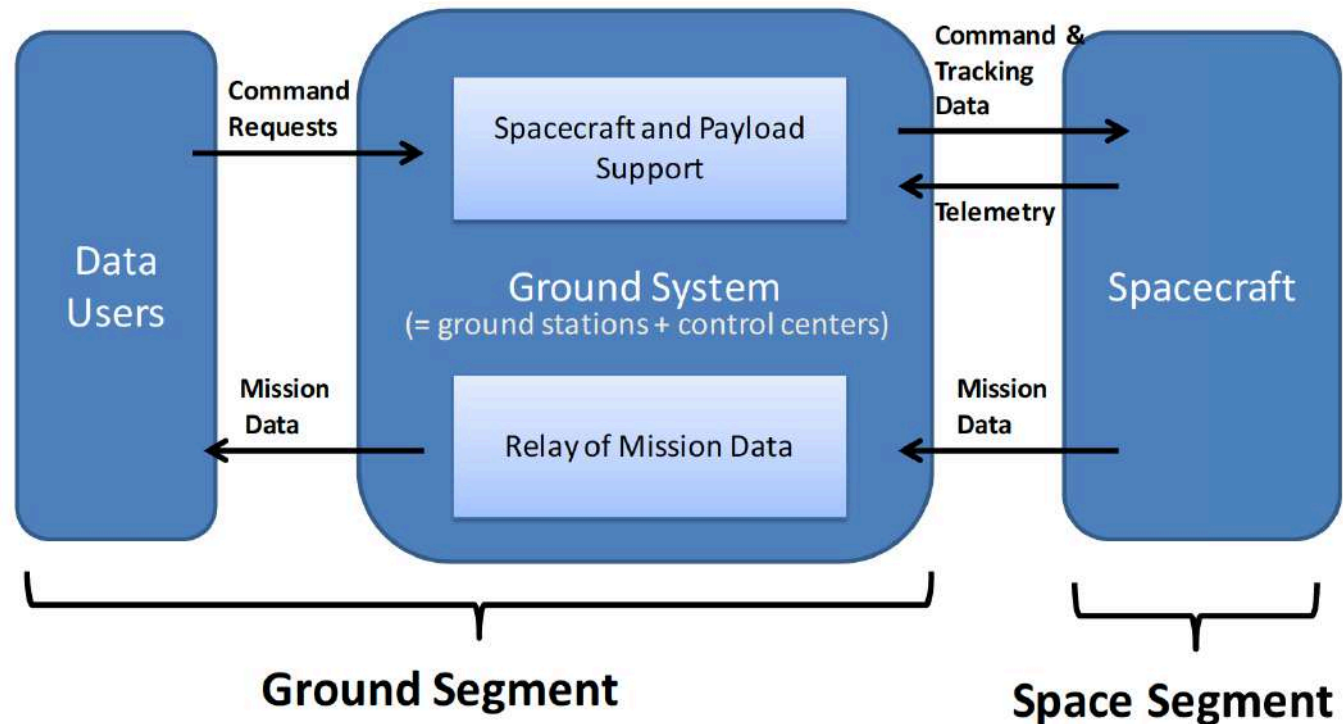 Command
Requests
Command &
Tracking
Data
Spacecraft and Payload
Support
Telemetry
Data
Users
Ground System
(= ground stations + control centers)
Spacecraft
Mission
Data
Relay of Mission Data
Mission
Data
Ground Segment
Space Segment